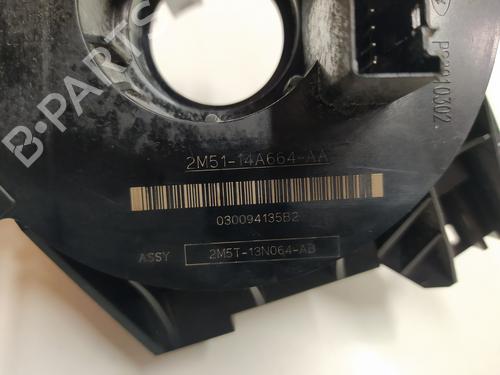 B-PARTS
2M51-14A664-AA
030094135B2
ASSY 2M5T-13N064-AB